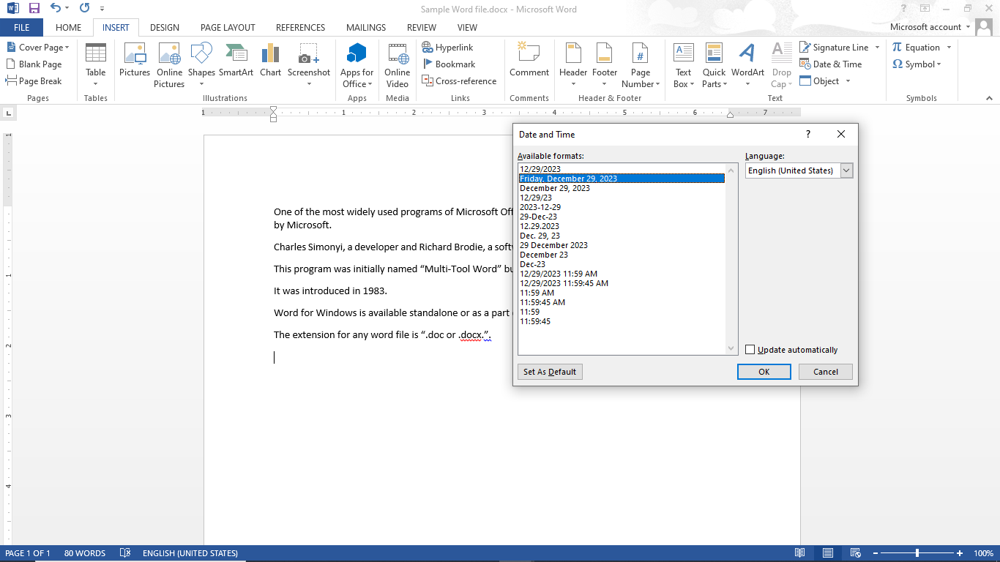 Sample Word file.docx - Microsoft Word
FILE HOME INSERT DESIGN PAGE LAYOUT REFERENCES MAILINGS REVIEW VIEW Microsoft account
Cover Page
Blank Page
Page Break
Pages
Table
Tables
Pictures
Online Pictures
Shapes
SmartArt
Chart
Screenshot
Illustrations
Apps for Office
Apps
Online Video
Media
Hyperlink
Bookmark
Cross-reference
Links
Comment
Comments
Header
Footer
Page Number
Header & Footer
Text Box
Quick Parts
WordArt
Drop Cap
Signature Line
Date & Time
Object
Text
Equation
Symbol
Symbols
1 1 2 3 4 5 6 7
1
1
2
3
4
One of the most widely used programs of Microsoft Off
by Microsoft.
Charles Simonyi, a developer and Richard Brodie, a softw
This program was initially named “Multi-Tool Word” bu
It was introduced in 1983.
Word for Windows is available standalone or as a part
The extension for any word file is “.doc or .docx.”.
Date and Time ?
Available formats:
12/29/2023
Friday, December 29, 2023
December 29, 2023
12/29/23
2023-12-29
29-Dec-23
12.29.2023
Dec. 29, 23
29 December 2023
December 23
Dec-23
12/29/2023 11:59 AM
12/29/2023 11:59:45 AM
11:59 AM
11:59:45 AM
11:59
11:59:45
Language:
English (United States)
Update automatically
Set As Default
OK
Cancel
PAGE 1 OF 1 80 WORDS ENGLISH (UNITED STATES) 100%